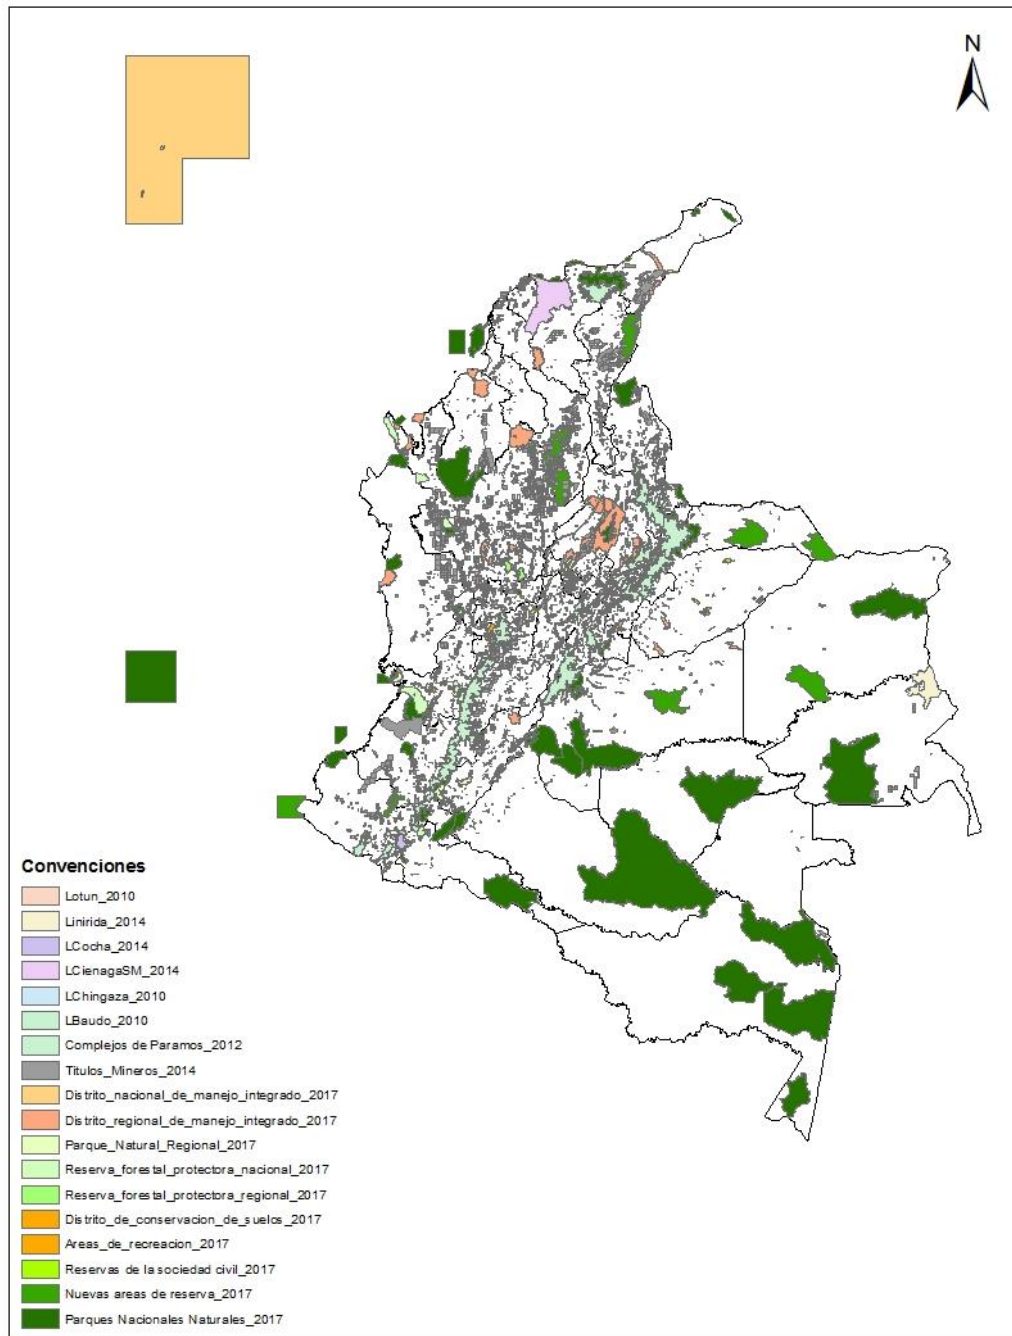 N
Convenciones
Lotun_2010
Linirida_2014
LCocha_2014
LCienagaSM_2014
LChingaza_2010
LBaudo_2010
Complejos de Paramos_2012
Titulos_Mineros_2014
Distrito_nacional_de_manejo_integrado_2017
Distrito_regional_de_manejo_integrado_2017
Parque_Natural_Regional_2017
Reserva_forestal_protectora_nacional_2017
Reserva_forestal_protectora_regional_2017
Distrito_de_conservacion_de_suelos_2017
Areas_de_recreacion_2017
Reservas de la sociedad civil_2017
Nuevas areas de reserva_2017
Parques Nacionales Naturales_2017